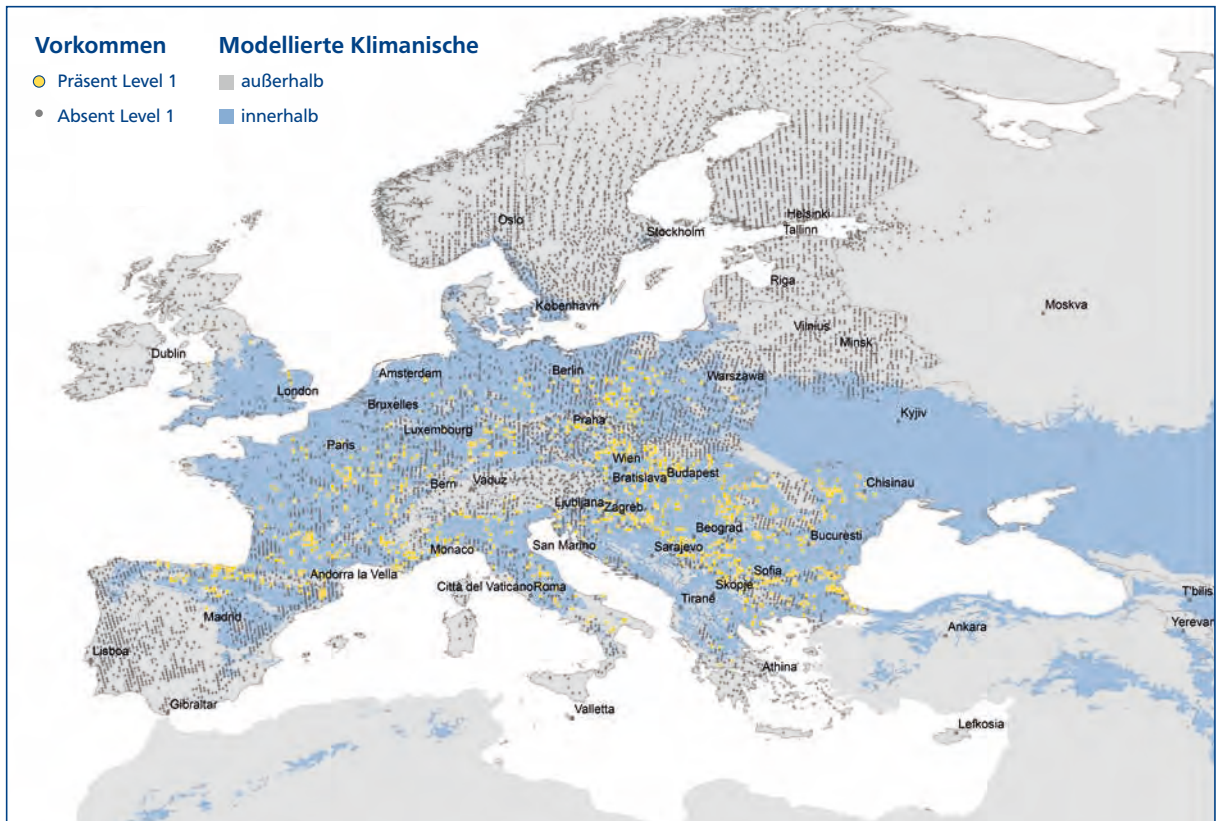 Vorkommen
Modellierte Klimanische
Präsent Level 1
außerhalb
Absent Level 1
innerhalb
Oslo
Helsinki
Tallinn
Stockholm
Riga
København
Moskva
Vilnius
Minsk
Dublin
Amsterdam
Berlin
Warszawa
London
Bruxelles
Kyjiv
Praha
Luxembourg
Paris
Wien
Budapest
Bern
Vaduz
Bratislava
Chisinau
Ljubljana
Zagreb
Beograd
Bucuresti
Monaco
San Marino
Sarajevo
Andorra la Vella
Sofia
Città del Vaticano
Roma
Skopje
Tiranë
T'bilis
Madrid
Ankara
Yerevan
Lisboa
Athina
Gibraltar
Valletta
Lefkosia